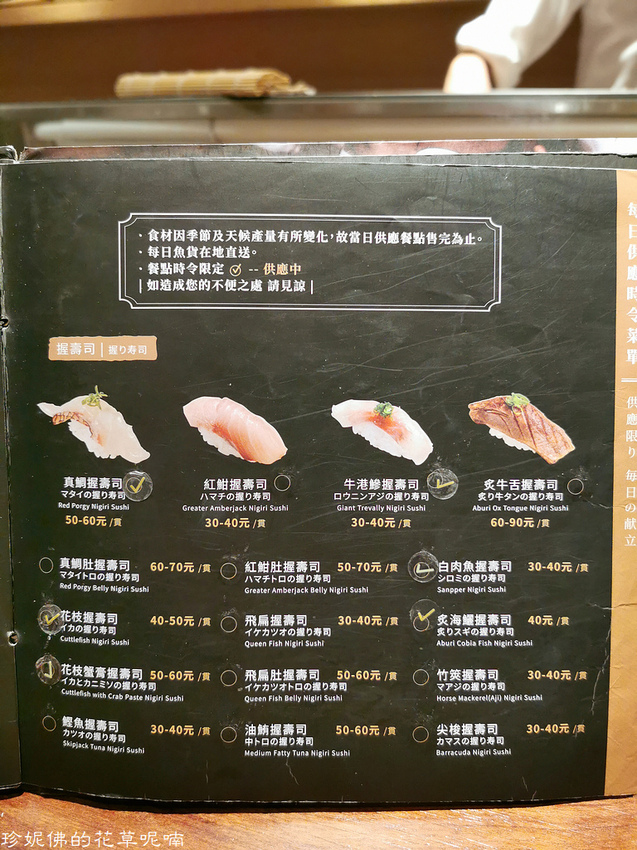 · 食材因季節及天候產量有所變化，故當日供應餐點售完為止。
· 每日魚貨在地直送。
· 餐點時令限定 -- 供應中
| 如造成您的不便之處 請見諒 |
握壽司 | 握り寿司
真鯛握壽司
マタイの握り寿司
Red Porgy Nigiri Sushi
50-60元 /貫
紅魽握壽司
ハマチの握り寿司
Greater Amberjack Nigiri Sushi
30-40元 /貫
牛港鰺握壽司
ロウニンアジの握り寿司
Giant Trevally Nigiri Sushi
30-40元 /貫
炙牛舌握壽司
炙り牛タンの握り寿司
Aburi Ox Tongue Nigiri Sushi
60-90元 /貫
真鯛肚握壽司 60-70元 /貫
マタイトロの握り寿司
Red Porgy Belly Nigiri Sushi
紅魽肚握壽司 50-70元 /貫
ハマチトロの握り寿司
Greater Amberjack Belly Nigiri Sushi
白肉魚握壽司 30-40元 /貫
シロミの握り寿司
Sanpper Nigiri Sushi
花枝握壽司 40-50元 /貫
イカの握り寿司
Cuttlefish Nigiri Sushi
飛扁握壽司 30-40元 /貫
イケカツオの握り寿司
Queen Fish Nigiri Sushi
炙海鱺握壽司 40元 /貫
炙りスギの握り寿司
Aburi Cobia Fish Nigiri Sushi
花枝蟹膏握壽司 50-60元 /貫
イカとカニミソの握り寿司
Cuttlefish with Crab Paste Nigiri Sushi
飛扁肚握壽司 50-60元 /貫
イケカツオトロの握り寿司
Queen Fish Belly Nigiri Sushi
竹筴握壽司 30-40元 /貫
マアジの握り寿司
Horse Mackerel(Aji) Nigiri Sushi
鰹魚握壽司 30-40元 /貫
カツオの握り寿司
Skipjack Tuna Nigiri Sushi
油鮪握壽司 50-60元 /貫
中トロの握り寿司
Medium Fatty Tuna Nigiri Sushi
尖梭握壽司 30-40元 /貫
カマスの握り寿司
Barracuda Nigiri Sushi
每日供應時令菜單
供應限り 毎日の献立
珍妮佛的花草呢喃